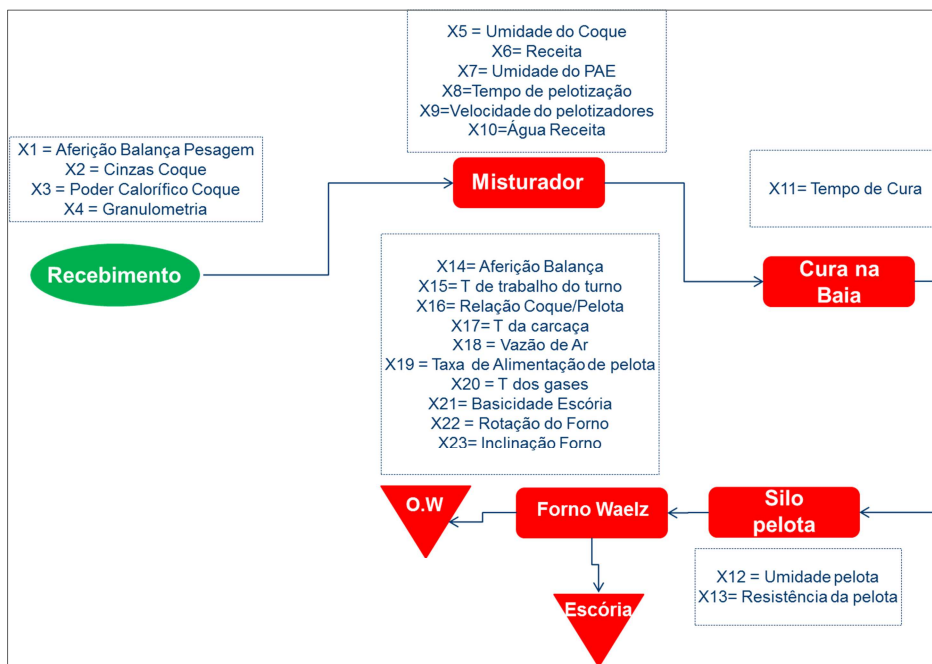 X5 = Umidade do Coque
X6= Receita
X7= Umidade do PAE
X8=Tempo de pelotização
X9=Velocidade do pelotizadores
X10=Água Receita
X1 = Aferição Balança Pesagem
X2 = Cinzas Coque
X3 = Poder Calorífico Coque
X4 = Granulometria
Misturador
X11= Tempo de Cura
Recebimento
Cura na
Baia
X14= Aferição Balança
X15= T de trabalho do turno
X16= Relação Coque/Pelota
X17= T da carcaça
X18 = Vazão de Ar
X19 = Taxa de Alimentação de pelota
X20 = T dos gases
X21= Basicidade Escória
X22 = Rotação do Forno
X23= Inclinação Forno
O.W
Forno Waelz
Silo
pelota
X12 = Umidade pelota
X13= Resistência da pelota
Escória